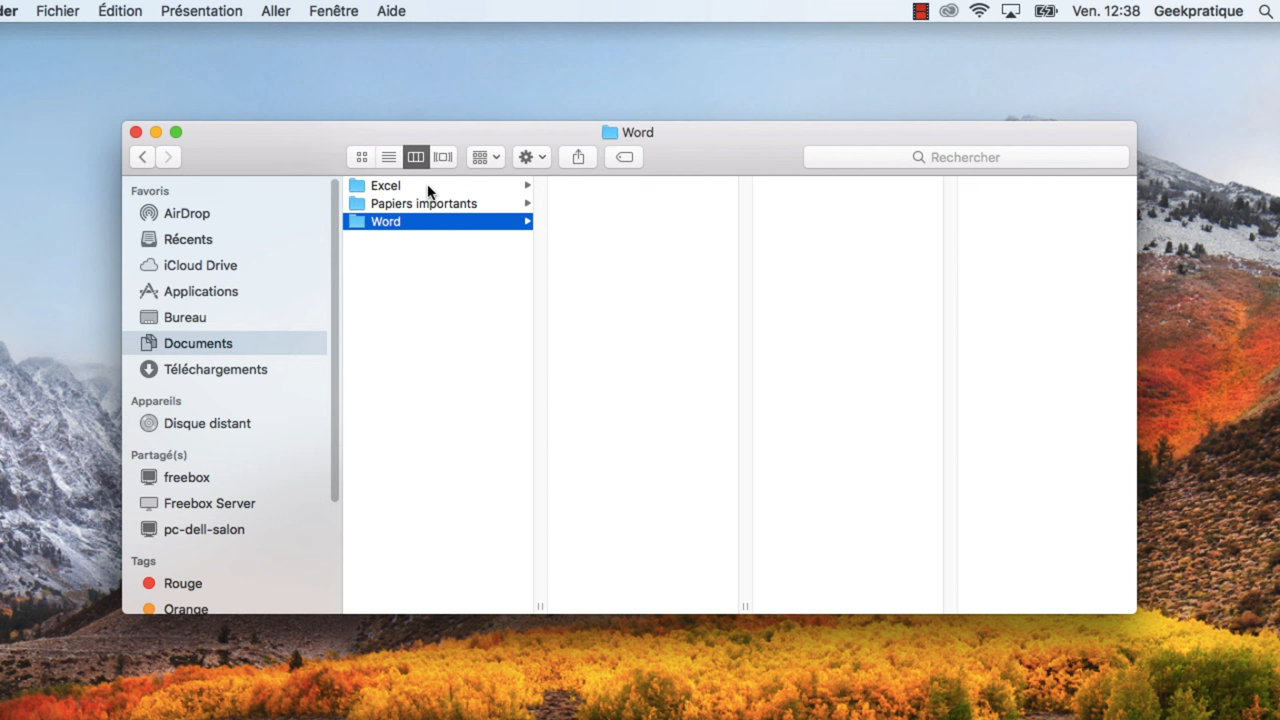 der Fichier Édition Présentation Aller Fenêtre Aide Ven. 12:38 Geekpratique
Word
Rechercher
Favoris
AirDrop
Récents
iCloud Drive
Applications
Bureau
Documents
Téléchargements
Appareils
Disque distant
Partagé(s)
freebox
Freebox Server
pc-dell-salon
Tags
Rouge
Orange
Excel
Papiers importants
Word